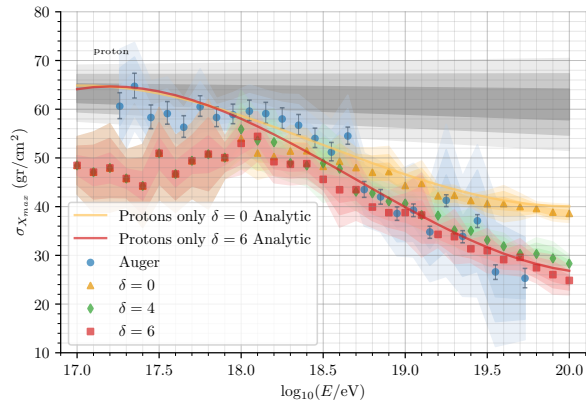 80
70
60
50
40
30
20
10
σ_{X_{max}} (gr/cm²)
proton
Protons only δ = 0 Analytic
Protons only δ = 6 Analytic
Auger
δ = 0
δ = 4
δ = 6
17.0 17.5 18.0 18.5 19.0 19.5 20.0
log₁₀(E/eV)